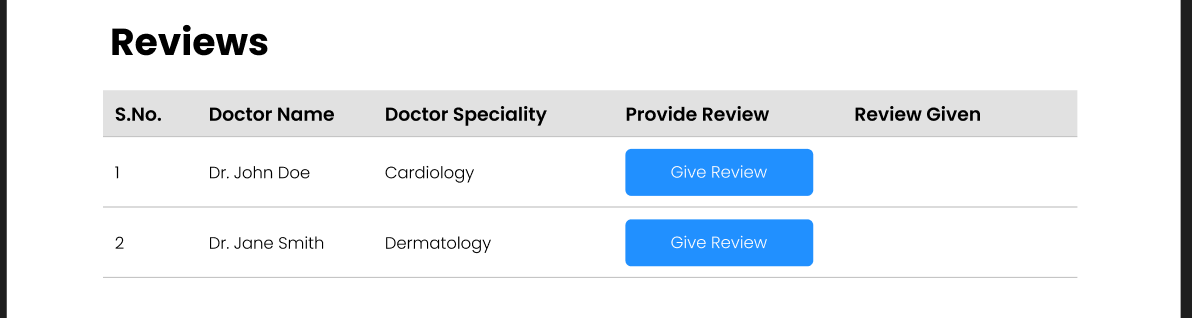 Reviews
S.No. Doctor Name Doctor Speciality Provide Review Review Given
1 Dr. John Doe Cardiology Give Review
2 Dr. Jane Smith Dermatology Give Review